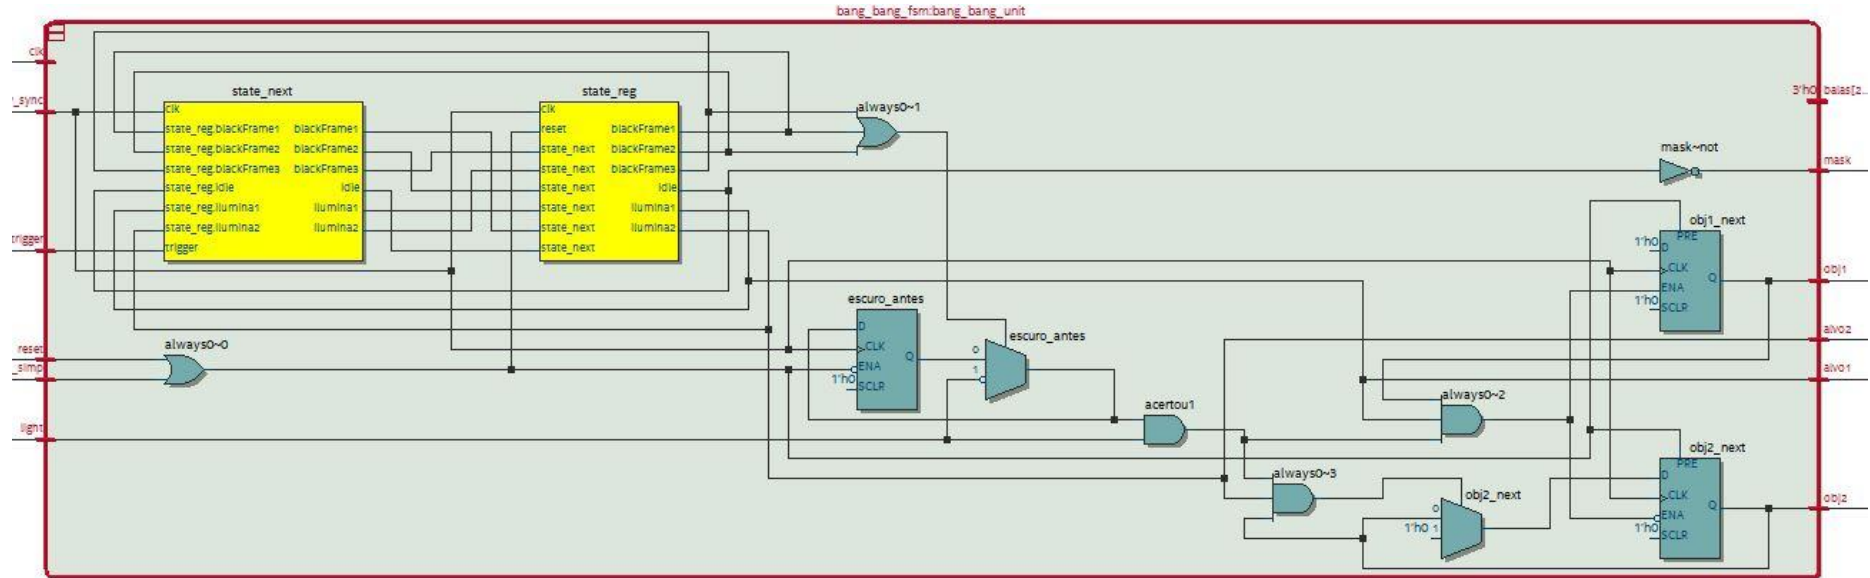 bang_bang_fsm:bang_bang_unit
clk
_sync
trigger
reset
_simp
light
state_next
clk
state_reg.blackFrame1
state_reg.blackFrame2
state_reg.blackFrame3
state_reg.idle
state_reg.ilumina1
state_reg.ilumina2
trigger
blackFrame1
blackFrame2
blackFrame3
idle
ilumina1
ilumina2
state_reg
clk
reset
state_next
state_next
state_next
state_next
state_next
state_next
blackFrame1
blackFrame2
blackFrame3
idle
ilumina1
ilumina2
always0~1
always0~0
escuro_antes
D
CLK
ENA
1'h0
SCLR
Q
escuro_antes
0
1
acertou1
always0~2
always0~3
obj2_next
0
1'h0
1
mask~not
obj1_next
PRE
1'h0
D
CLK
ENA
1'h0
SCLR
Q
obj2_next
PRE
D
CLK
ENA
1'h0
SCLR
Q
3'h0
balas[2..
mask
obj1
alvo2
alvo1
obj2